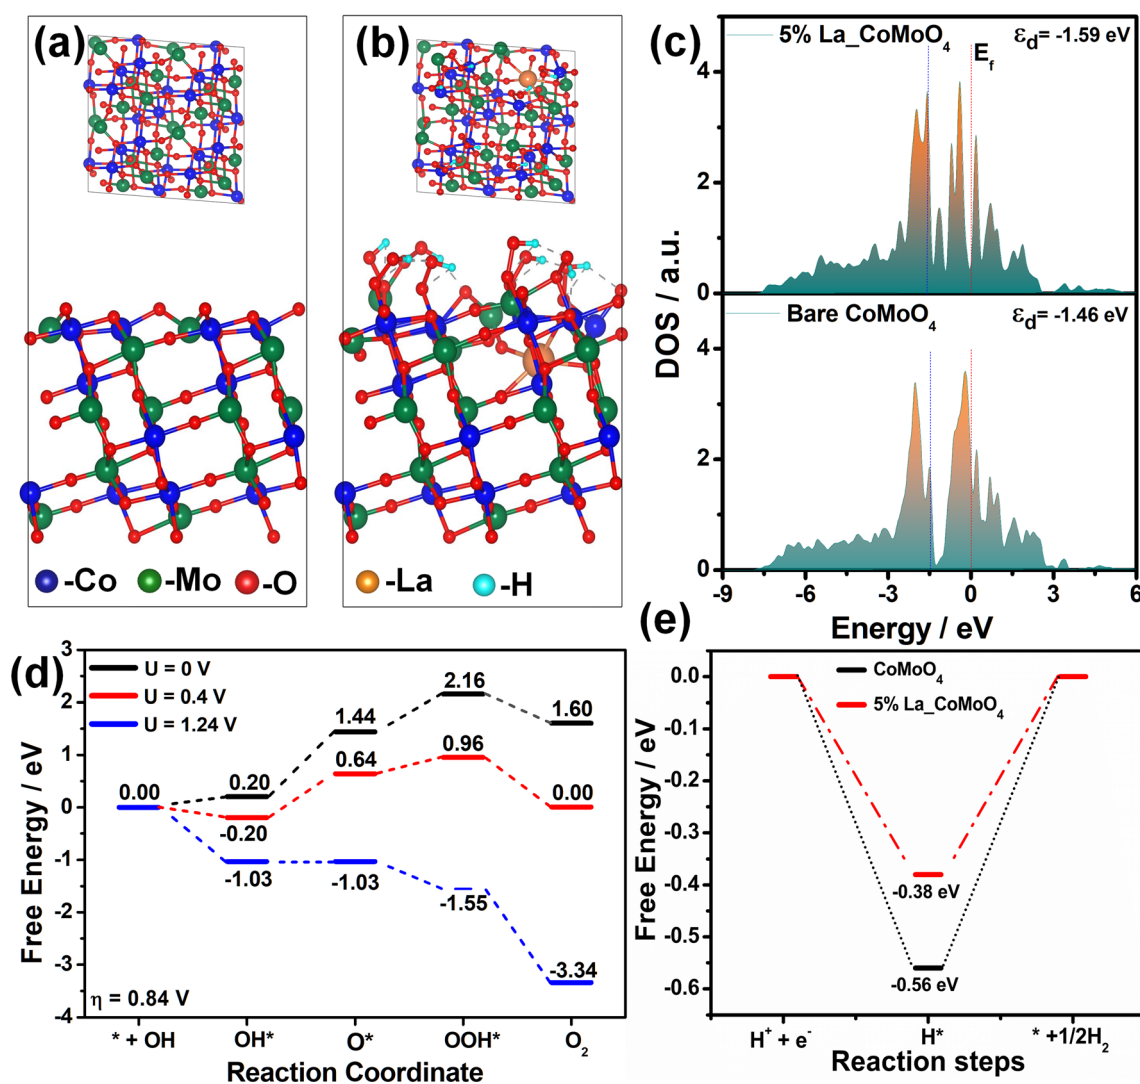 (a)
(b)
-Co -Mo -O
-La -H
(c)
5% La_CoMoO₄
Ɛd= -1.59 eV
Ef
4
2
0
Bare CoMoO₄
Ɛd= -1.46 eV
4
2
0
DOS / a.u.
-9 -6 -3 0 3 6
Energy / eV
(d)
U = 0 V
U = 0.4 V
U = 1.24 V
3
2
1
0
-1
-2
-3
-4
Free Energy / eV
0.00
0.20
1.44
2.16
1.60
-0.20
0.64
0.96
0.00
-1.03
-1.03
-1.55
-3.34
η = 0.84 V
* + OH OH* O* OOH* O₂
Reaction Coordinate
(e)
CoMoO₄
5% La_CoMoO₄
0.0
-0.1
-0.2
-0.3
-0.4
-0.5
-0.6
Free Energy / eV
-0.38 eV
-0.56 eV
H⁺ + e⁻ H* * +1/2H₂
Reaction steps